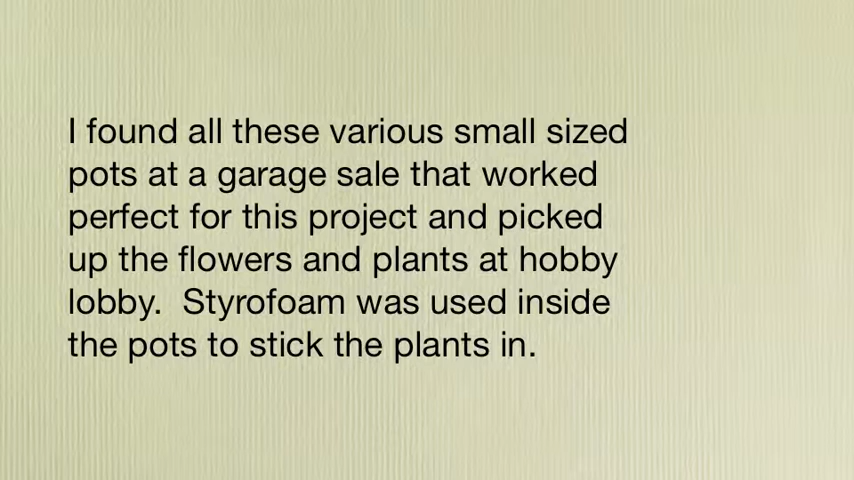 I found all these various small sized
pots at a garage sale that worked
perfect for this project and picked
up the flowers and plants at hobby
lobby.  Styrofoam was used inside
the pots to stick the plants in.